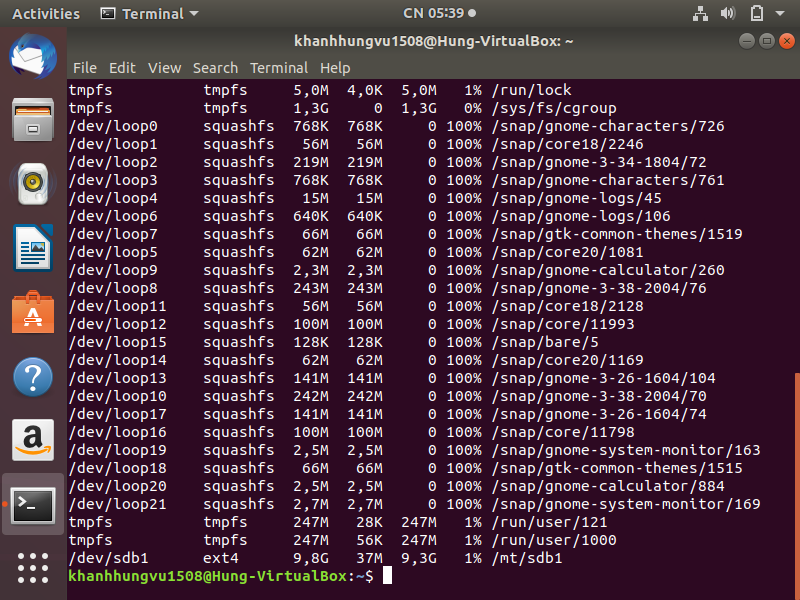 Activities Terminal CN 05:39
khanhhungvu1508@Hung-VirtualBox: ~
File Edit View Search Terminal Help
tmpfs tmpfs 5,0M 4,0K 5,0M 1% /run/lock
tmpfs tmpfs 1,3G 0 1,3G 0% /sys/fs/cgroup
/dev/loop0 squashfs 768K 768K 0 100% /snap/gnome-characters/726
/dev/loop1 squashfs 56M 56M 0 100% /snap/core18/2246
/dev/loop2 squashfs 219M 219M 0 100% /snap/gnome-3-34-1804/72
/dev/loop3 squashfs 768K 768K 0 100% /snap/gnome-characters/761
/dev/loop4 squashfs 15M 15M 0 100% /snap/gnome-logs/45
/dev/loop6 squashfs 640K 640K 0 100% /snap/gnome-logs/106
/dev/loop7 squashfs 66M 66M 0 100% /snap/gtk-common-themes/1519
/dev/loop5 squashfs 62M 62M 0 100% /snap/core20/1081
/dev/loop9 squashfs 2,3M 2,3M 0 100% /snap/gnome-calculator/260
/dev/loop8 squashfs 243M 243M 0 100% /snap/gnome-3-38-2004/76
/dev/loop11 squashfs 56M 56M 0 100% /snap/core18/2128
/dev/loop12 squashfs 100M 100M 0 100% /snap/core/11993
/dev/loop15 squashfs 128K 128K 0 100% /snap/bare/5
/dev/loop14 squashfs 62M 62M 0 100% /snap/core20/1169
/dev/loop13 squashfs 141M 141M 0 100% /snap/gnome-3-26-1604/104
/dev/loop10 squashfs 242M 242M 0 100% /snap/gnome-3-38-2004/70
/dev/loop17 squashfs 141M 141M 0 100% /snap/gnome-3-26-1604/74
/dev/loop16 squashfs 100M 100M 0 100% /snap/core/11798
/dev/loop19 squashfs 2,5M 2,5M 0 100% /snap/gnome-system-monitor/163
/dev/loop18 squashfs 66M 66M 0 100% /snap/gtk-common-themes/1515
/dev/loop20 squashfs 2,5M 2,5M 0 100% /snap/gnome-calculator/884
/dev/loop21 squashfs 2,7M 2,7M 0 100% /snap/gnome-system-monitor/169
tmpfs tmpfs 247M 28K 247M 1% /run/user/121
tmpfs tmpfs 247M 56K 247M 1% /run/user/1000
/dev/sdb1 ext4 9,8G 37M 9,3G 1% /mt/sdb1
khanhhungvu1508@Hung-VirtualBox:~$